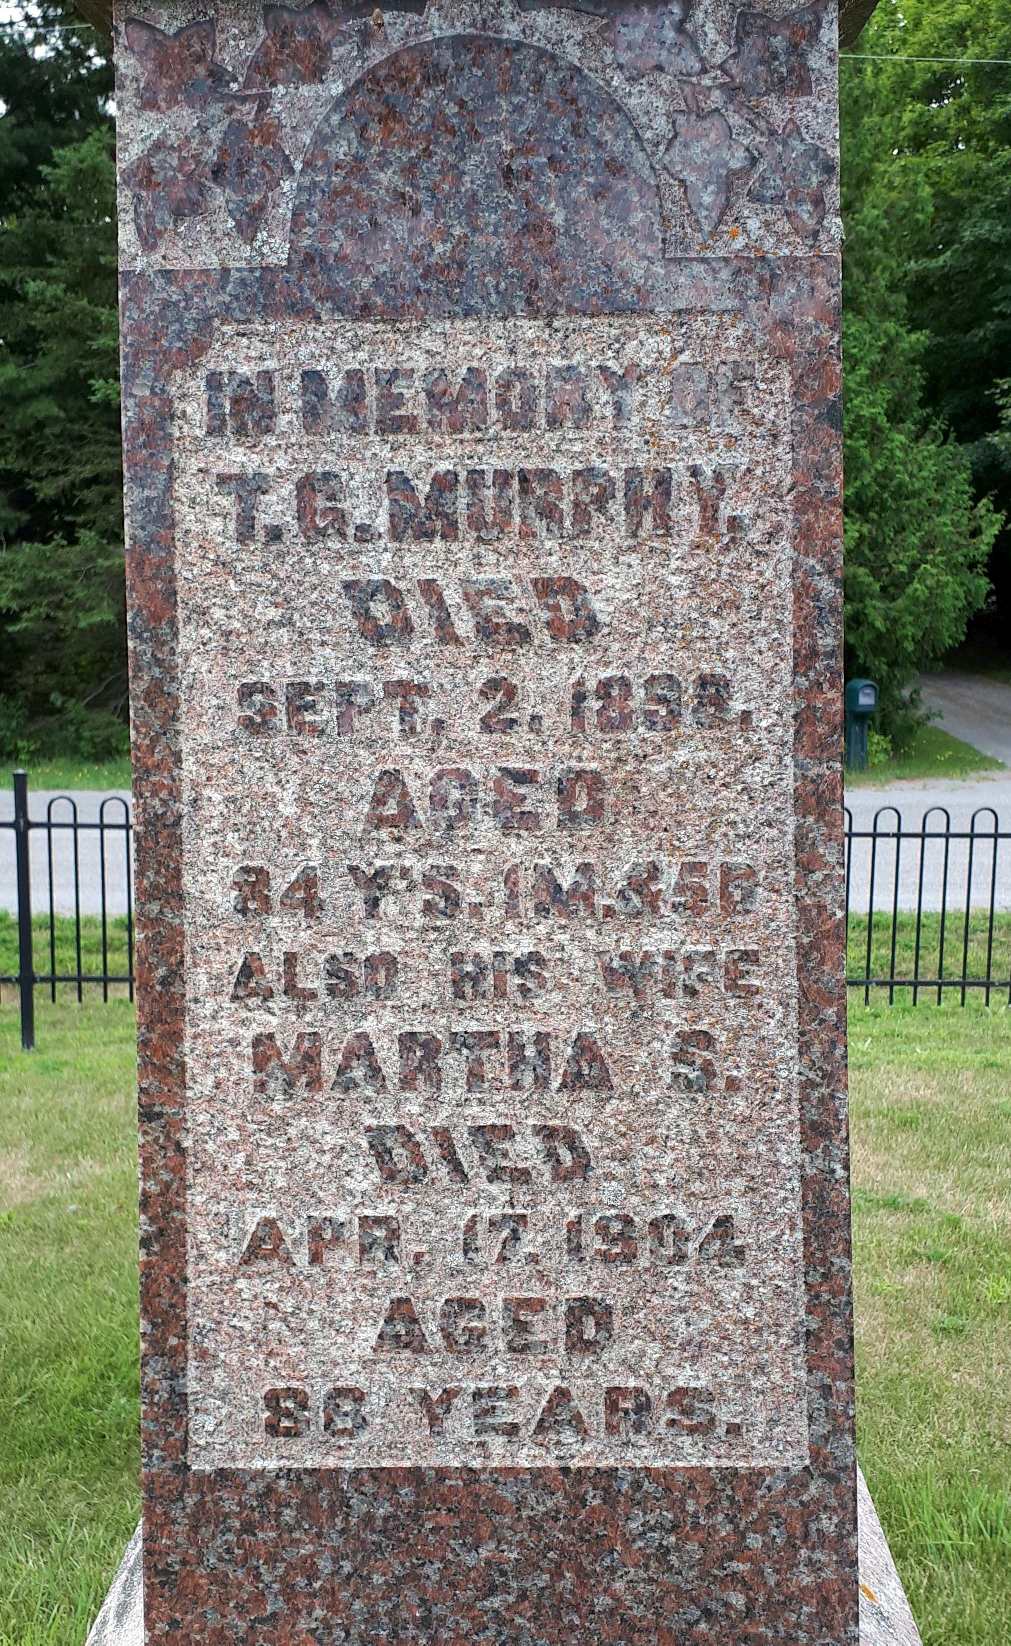 IN MEMORY OF
T.G. MURPHY.
DIED
SEPT. 2. 1898.
AGED
84 Y'S. 1M.
ALSO HIS WIFE
MARTHA S.
DIED
APR. 17. 1904
AGED
88 YEARS.